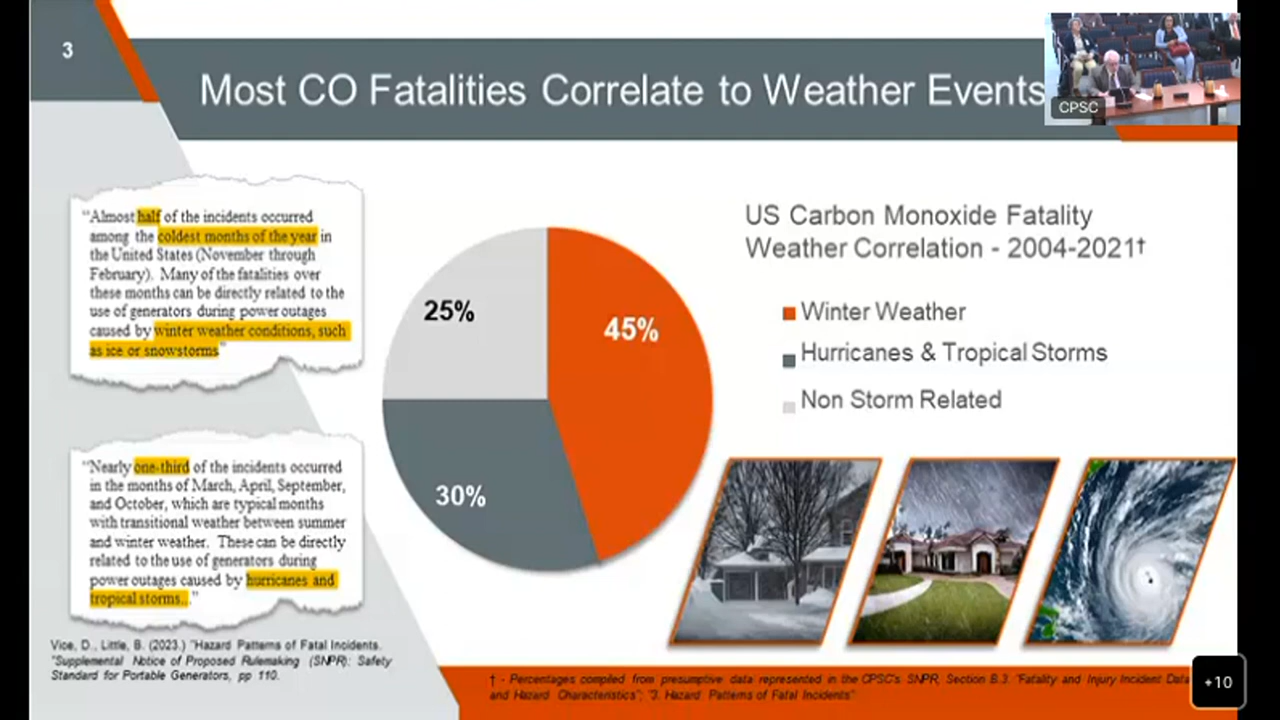 3
Most CO Fatalities Correlate to Weather Events
CPSC
“Almost half of the incidents occurred
among the coldest months of the year in
the United States (November through
February). Many of the fatalities over
these months can be directly related to the
use of generators during power outages
caused by winter weather conditions, such
as ice or snowstorms”
“Nearly one-third of the incidents occurred
in the months of March, April, September,
and October, which are typical months
with transitional weather between summer
and winter weather. These can be directly
related to the use of generators during
power outages caused by hurricanes and
tropical storms..”
Vice, D., Little, B. (2023.) "Hazard Patterns of Fatal Incidents.
"Supplemental Notice of Proposed Rulemaking (SNPR): Safety
Standard for Portable Generators, pp 110.
25%
45%
30%
US Carbon Monoxide Fatality
Weather Correlation - 2004-2021†
Winter Weather
Hurricanes & Tropical Storms
Non Storm Related
† - Percentages compiled from presumptive data represented in the CPSC's SNPR, Section B.3. "Fatality and Injury Incident Data
and Hazard Characteristics"; "3. Hazard Patterns of Fatal Incidents"
+10